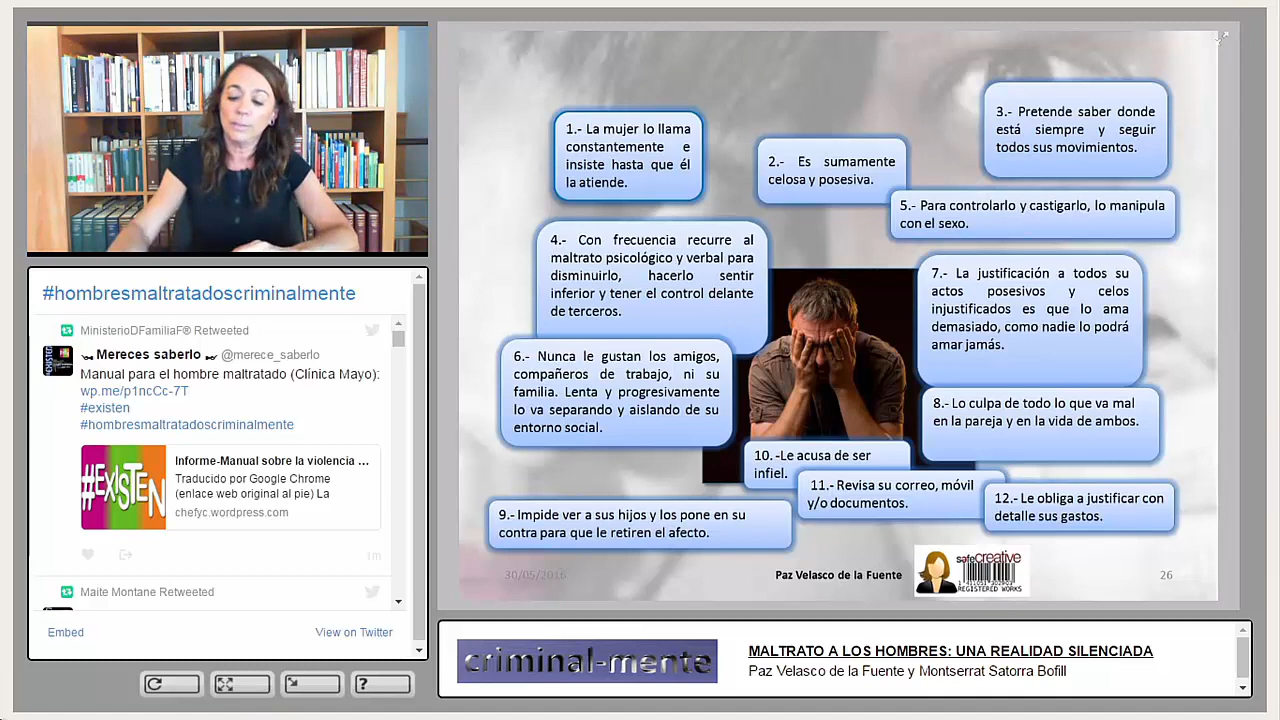 #hombresmaltratadoscriminalmente
MinisterioDFamiliaF® Retweeted
Mereces saberlo @merece_saberlo
Manual para el hombre maltratado (Clínica Mayo):
wp.me/p1ncCc-7T
#existen
#hombresmaltratadoscriminalmente
#EXISTEN
Informe-Manual sobre la violencia ...
Traducido por Google Chrome
(enlace web original al pie) La
chefyc.wordpress.com
1m
Maite Montane Retweeted
Embed
View on Twitter
?
1.- La mujer lo llama
constantemente e
insiste hasta que él
la atiende.
2.- Es sumamente
celosa y posesiva.
3.- Pretende saber donde
está siempre y seguir
todos sus movimientos.
4.- Con frecuencia recurre al
maltrato psicológico y verbal para
disminuirlo, hacerlo sentir
inferior y tener el control delante
de terceros.
5.- Para controlarlo y castigarlo, lo manipula
con el sexo.
6.- Nunca le gustan los amigos,
compañeros de trabajo, ni su
familia. Lenta y progresivamente
lo va separando y aislando de su
entorno social.
7.- La justificación a todos su
actos posesivos y celos
injustificados es que lo ama
demasiado, como nadie lo podrá
amar jamás.
8.- Lo culpa de todo lo que va mal
en la pareja y en la vida de ambos.
9.- Impide ver a sus hijos y los pone en su
contra para que le retiren el afecto.
10. -Le acusa de ser
infiel.
11.- Revisa su correo, móvil
y/o documentos.
12.- Le obliga a justificar con
detalle sus gastos.
30/05/2016
Paz Velasco de la Fuente
safeCreative
REGISTERED WORKS
26
criminal-mente
MALTRATO A LOS HOMBRES: UNA REALIDAD SILENCIADA
Paz Velasco de la Fuente y Montserrat Satorra Bofill